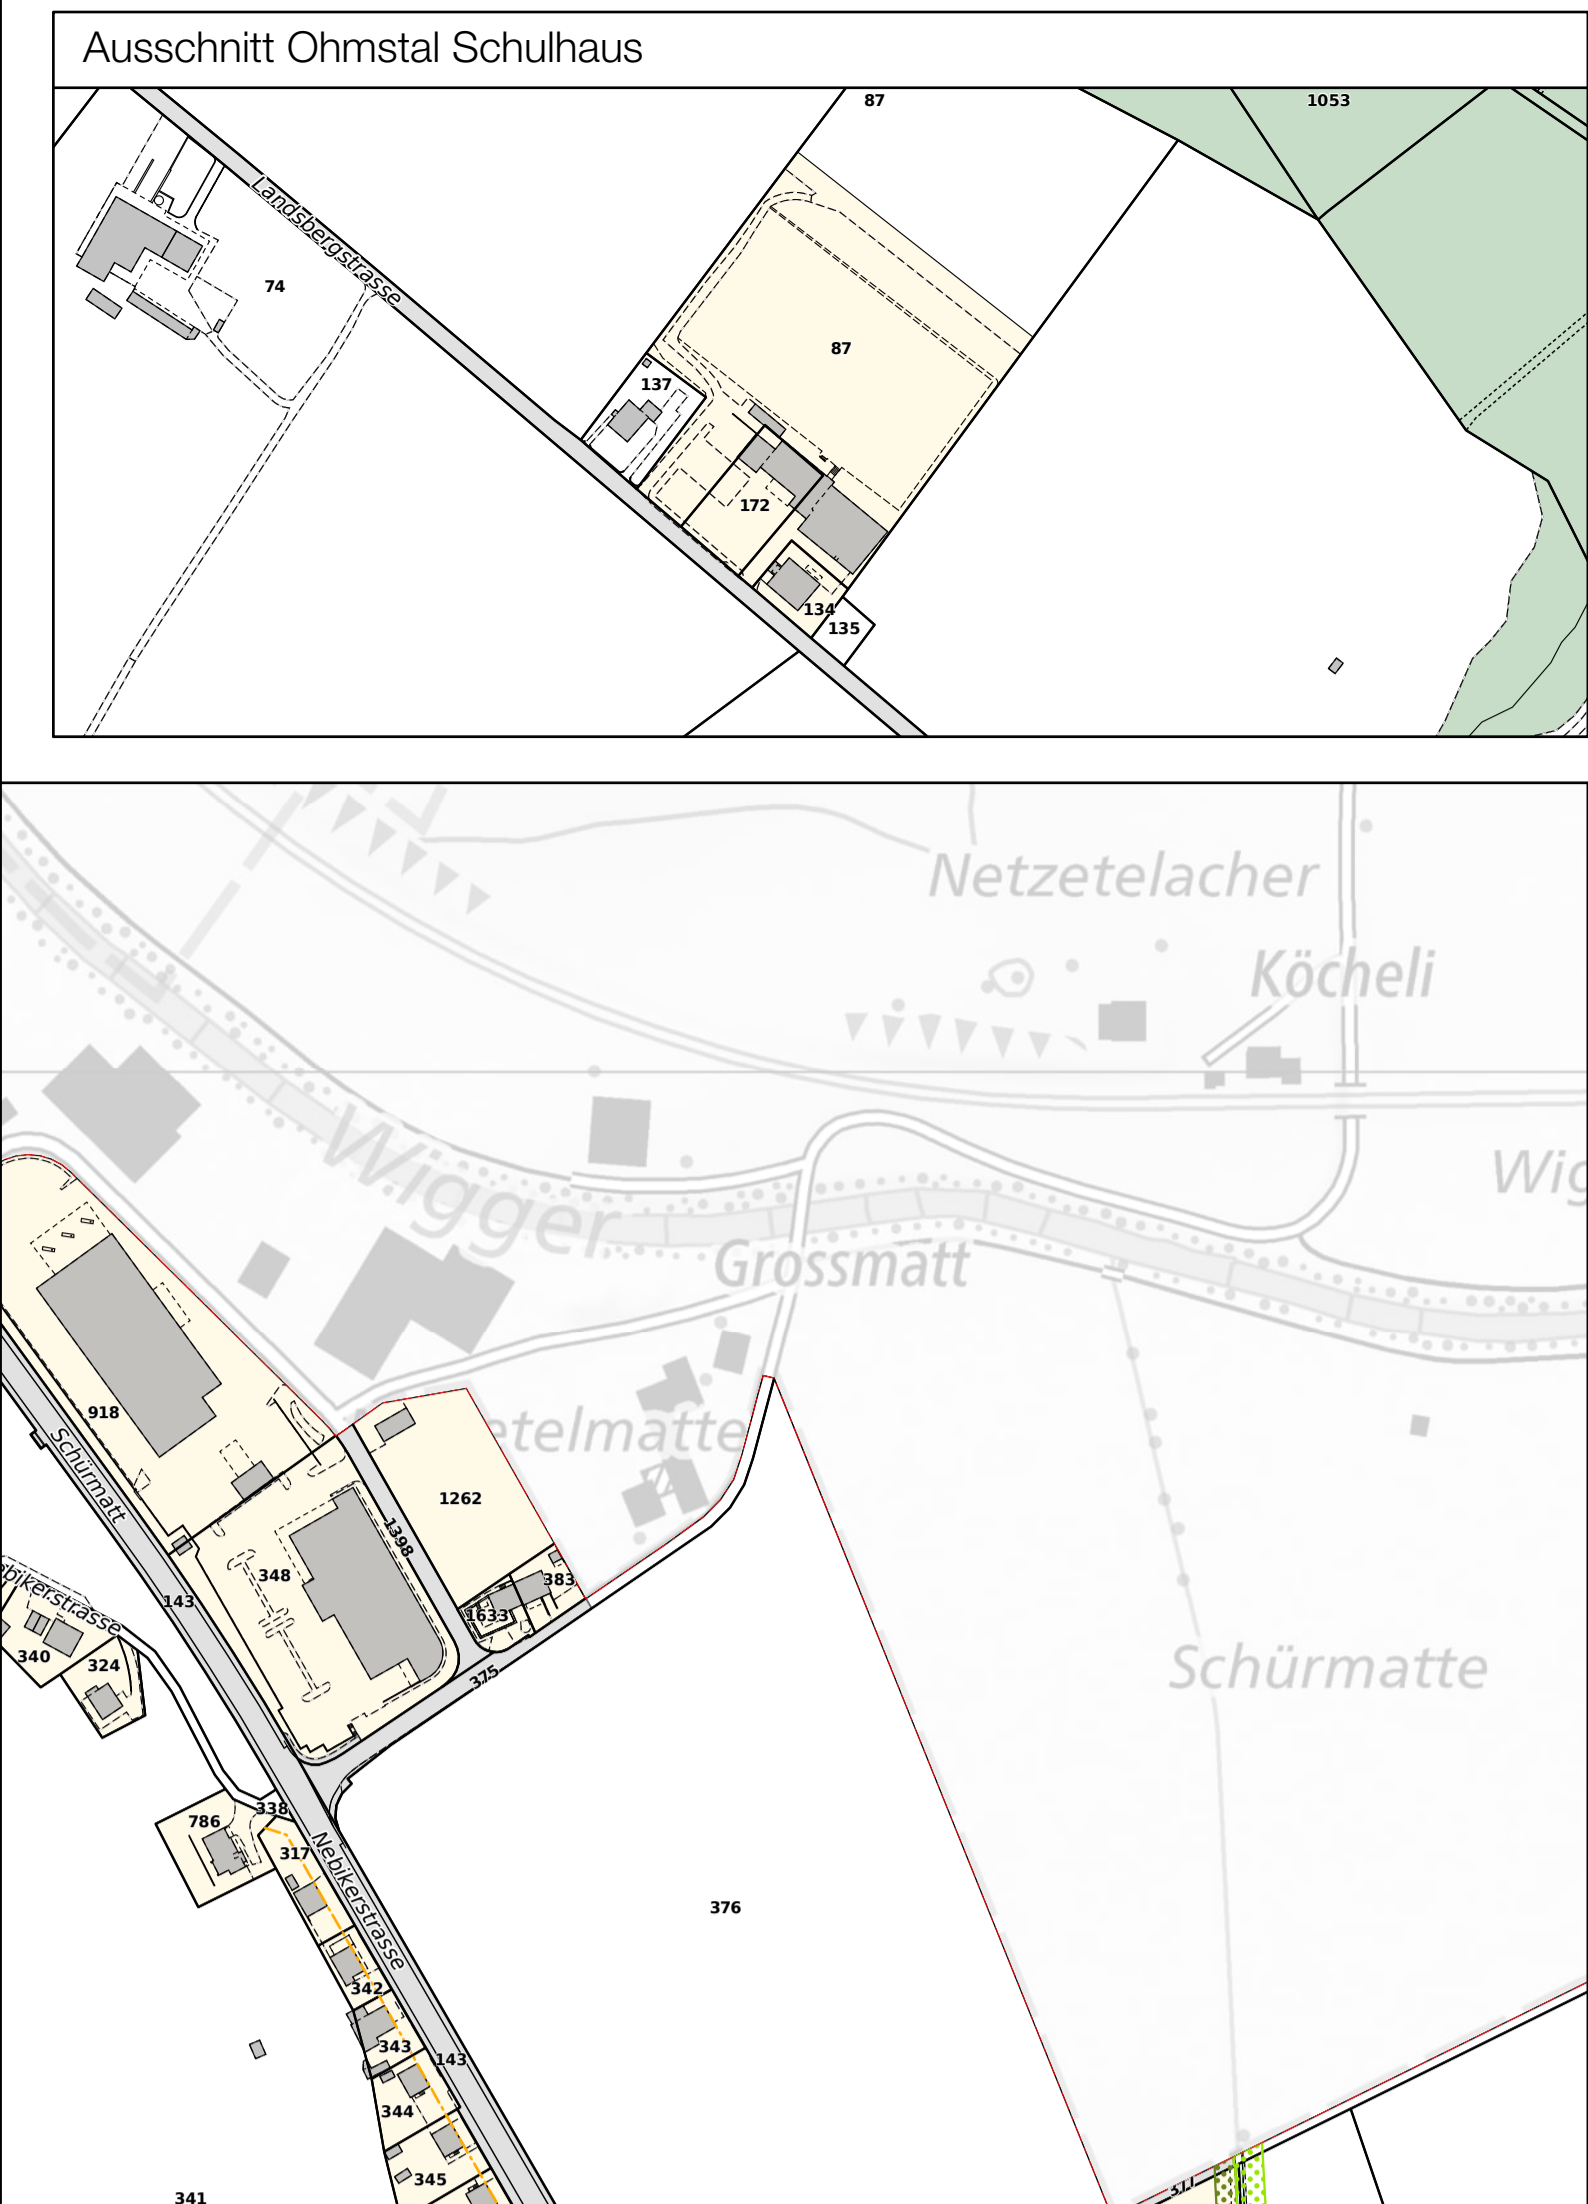 Ausschnitt Ohmstal Schulhaus
87
1053
Landsbergstrasse
74
87
137
172
134
135
Netzetelacher
Köcheli
Wigger
Wig
Grossmatt
918
etelmatte
Schürmatt
1262
1398
348
383
ebikerstrasse
143
1633
340
324
375
Schürmatte
338
786
317
Nebikerstrasse
376
342
343
143
344
345
377
341